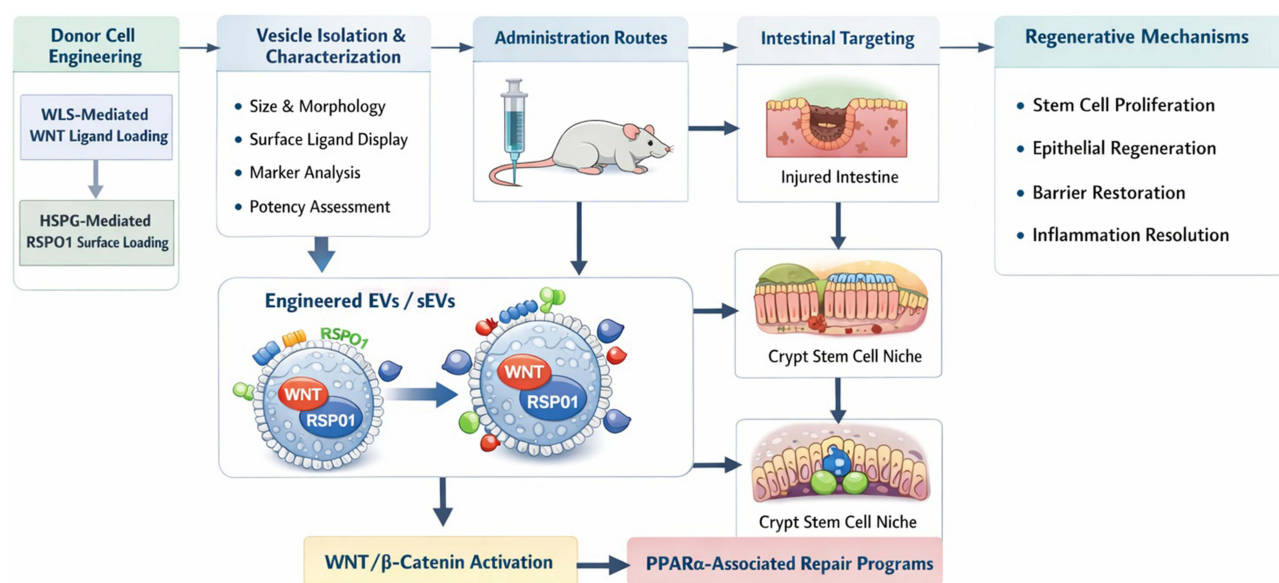 Donor Cell
Engineering
WLS-Mediated
WNT Ligand Loading
HSPG-Mediated
RSPO1 Surface Loading
Vesicle Isolation &
Characterization
• Size & Morphology
• Surface Ligand Display
• Marker Analysis
• Potency Assessment
Administration Routes
Intestinal Targeting
Injured Intestine
Regenerative Mechanisms
• Stem Cell Proliferation
• Epithelial Regeneration
• Barrier Restoration
• Inflammation Resolution
Engineered EVs / sEVs
RSPO1
WNT
RSP01
WNT
RSP01
Crypt Stem Cell Niche
Crypt Stem Cell Niche
WNT/β-Catenin Activation
PPARα-Associated Repair Programs